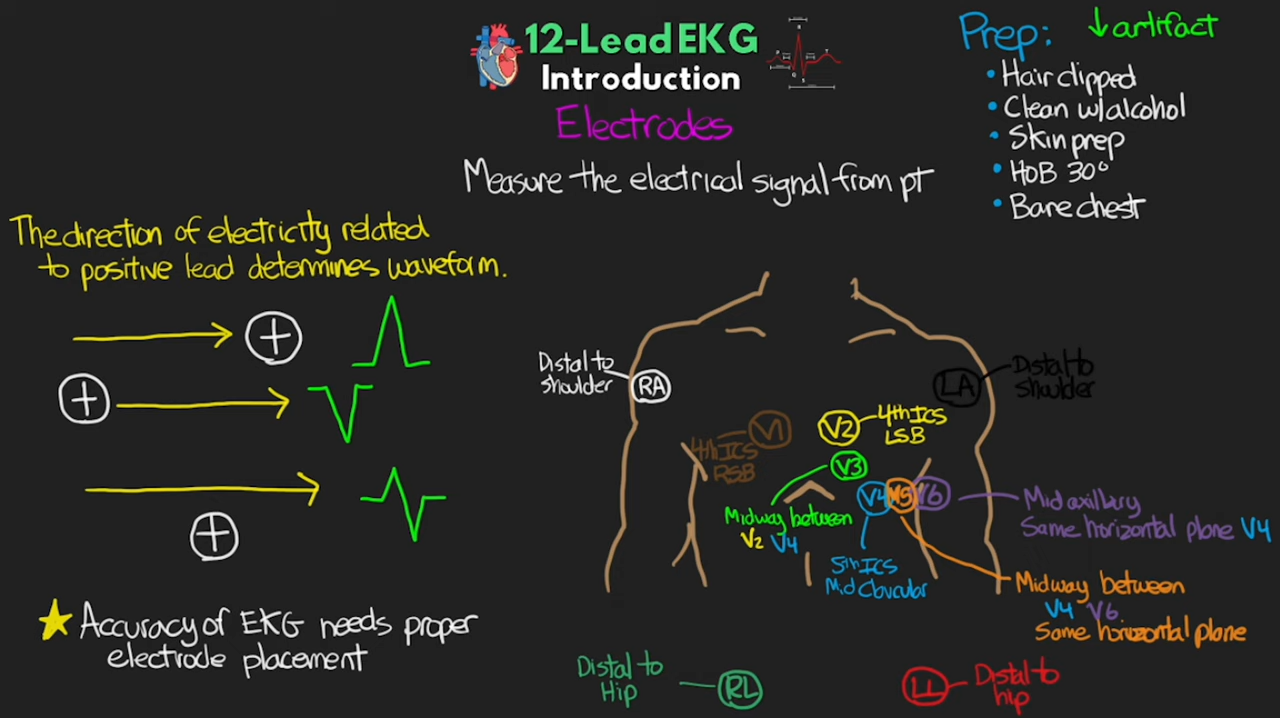 12-Lead EKG
Introduction
Electrodes
Measure the electrical signal from pt
Prep: ↓ artifact
• Hair clipped
• Clean w/alcohol
• Skin prep
• HOB 30°
• Bare chest
The direction of electricity related
to positive lead determines waveform.
+
+
+
★ Accuracy of EKG needs proper
electrode placement
Distal to
shoulder
RA
LA
Distal to
shoulder
V1
4th ICS
RSB
V2
4th ICS
LSB
V3
Midway between
V2 V4
V4
5th ICS
Mid Clavicular
V5
Midway between
V4 V6
Same horizontal plane
V6
Mid axillary
Same horizontal plane V4
Distal to
Hip
RL
LL
Distal to
hip